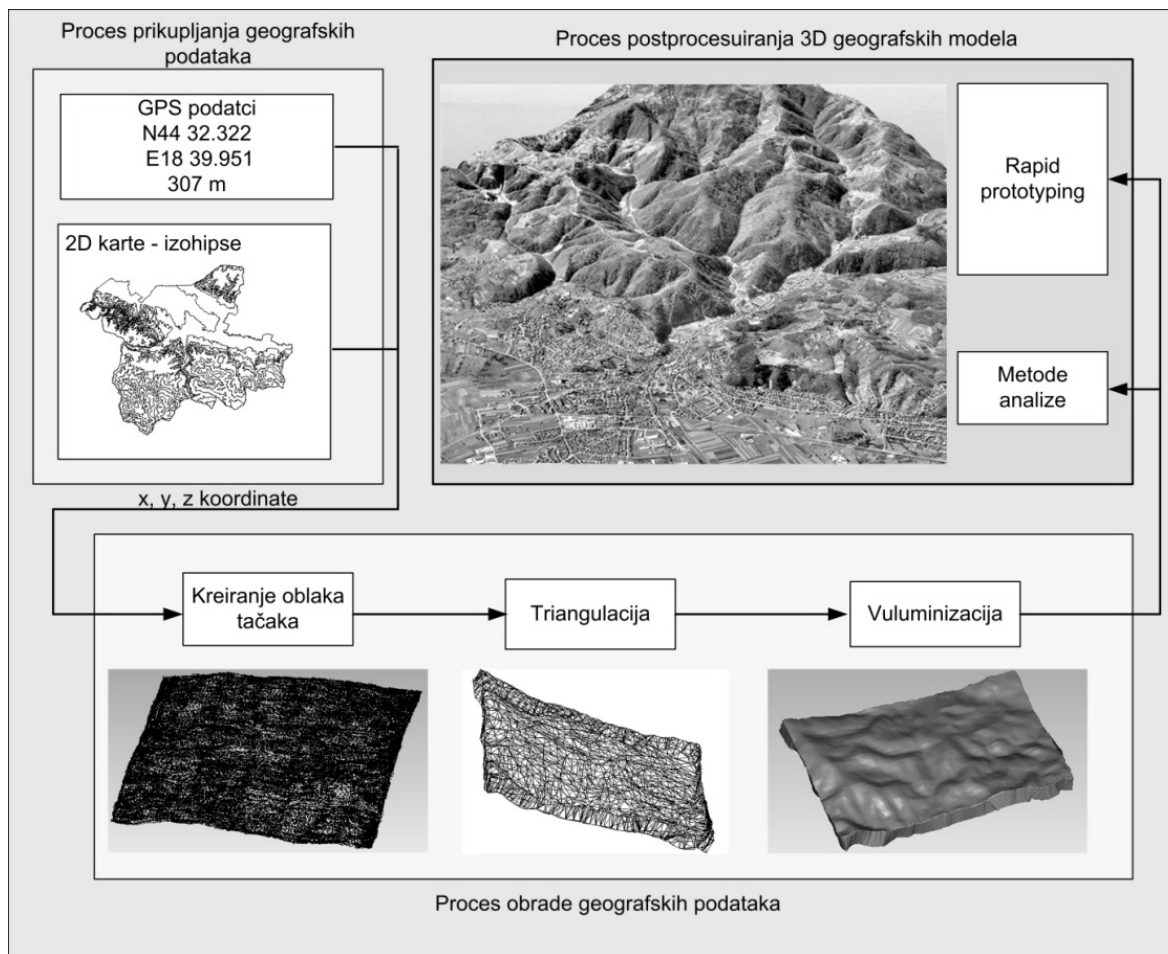 Proces prikupljanja geografskih
podataka
GPS podatci
N44 32.322
E18 39.951
307 m
2D karte - izohipse
x, y, z koordinate
Proces postprocesuiranja 3D geografskih modela
Rapid
prototyping
Metode
analize
Kreiranje oblaka
tačaka
Triangulacija
Vuluminizacija
Proces obrade geografskih podataka